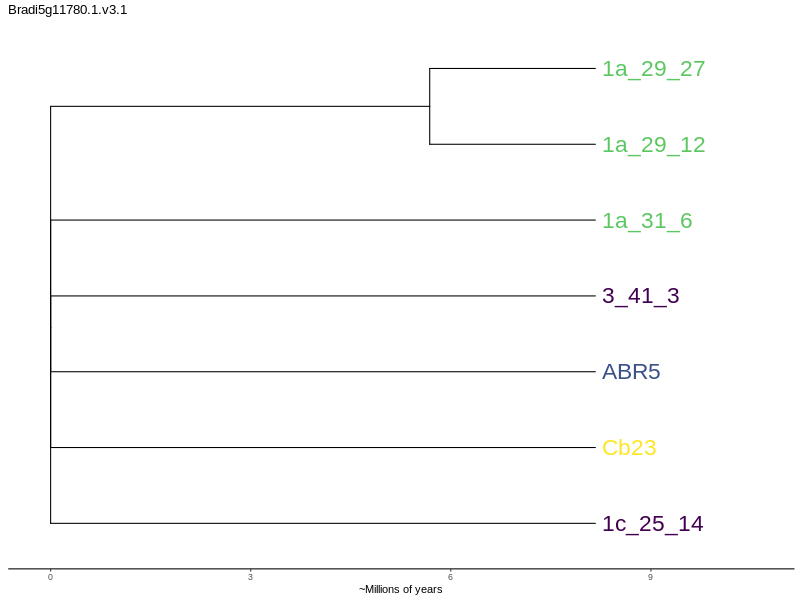 Bradi5g11780.1.v3.1
1a_29_27
1a_29_12
1a_31_6
3_41_3
ABR5
Cb23
1c_25_14
0 3 6 9
~Millions of years